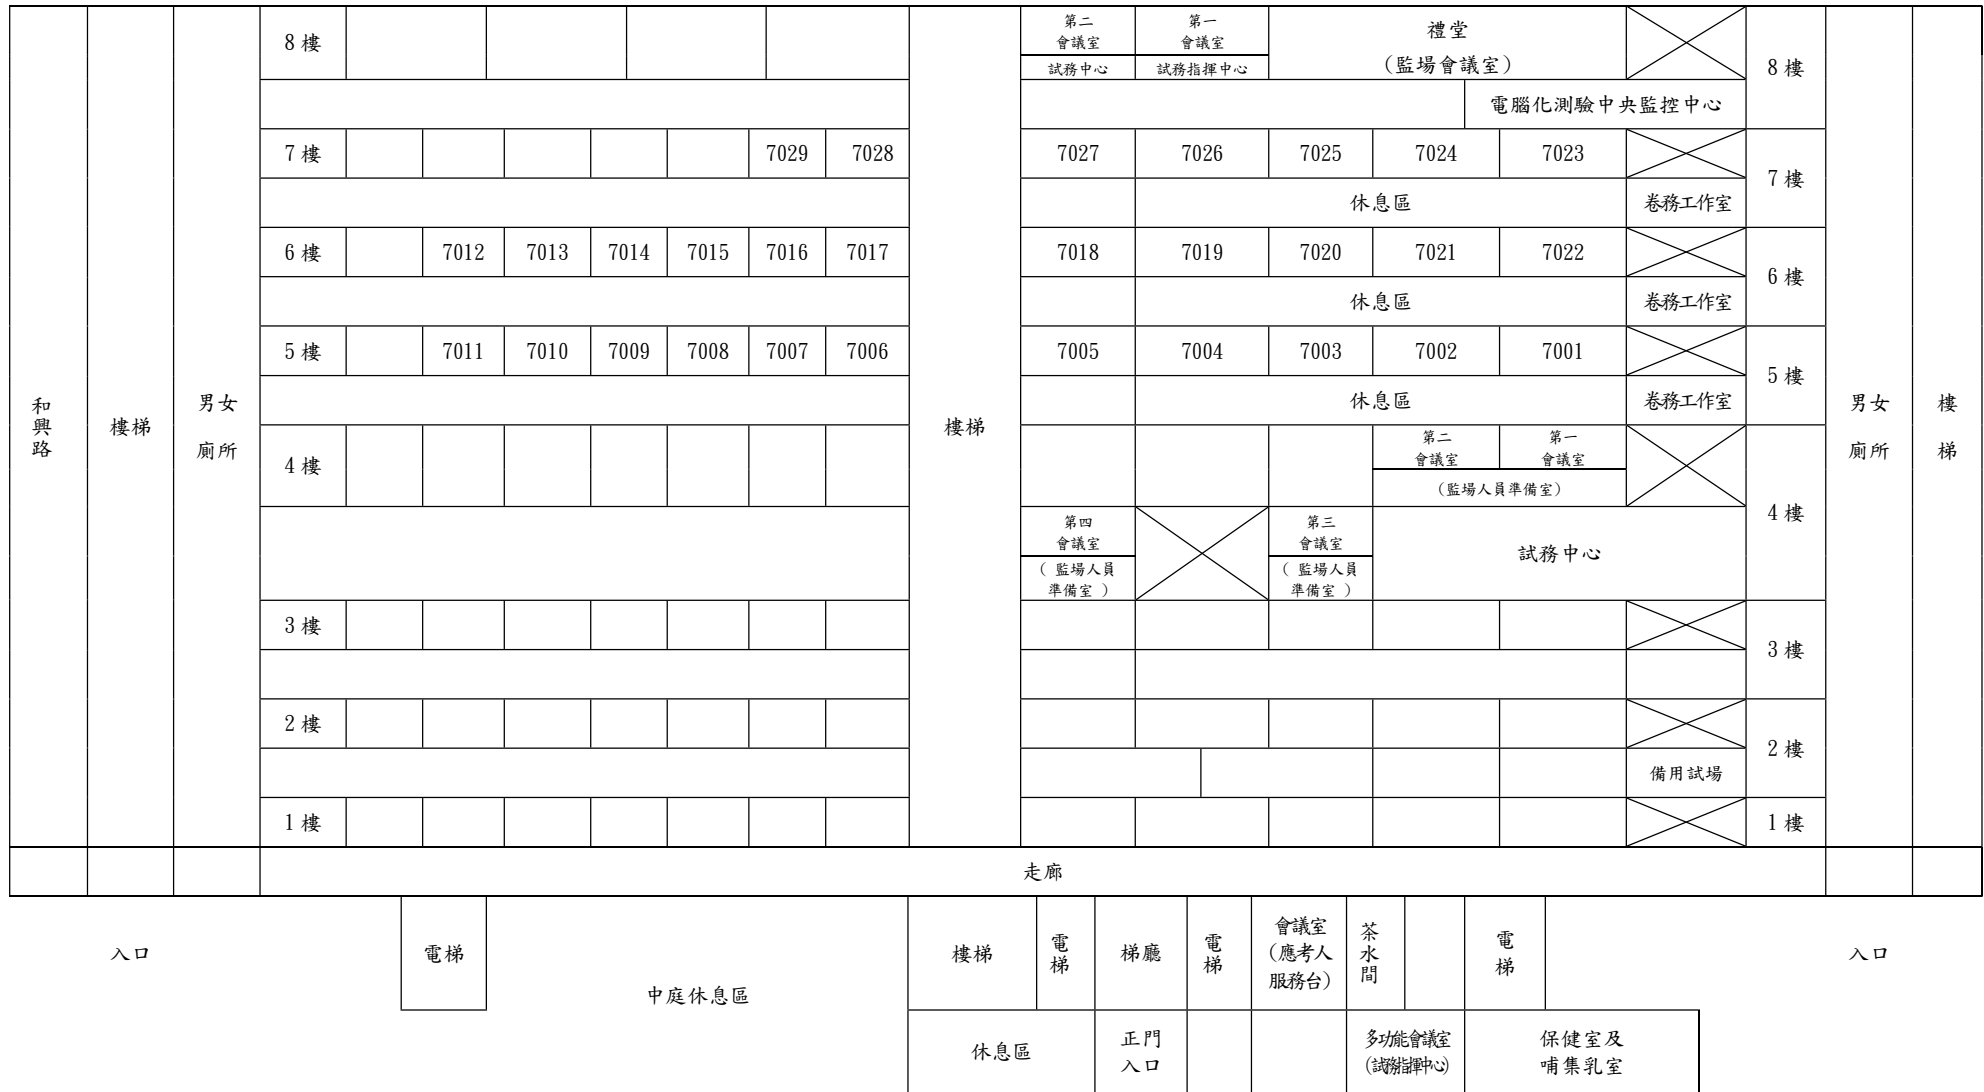 8樓
第二
會議室
試務中心
第一
會議室
試務指揮中心
禮堂
(監場會議室)
8樓
電腦化測驗中央監控中心
7樓 7029 7028 7027 7026 7025 7024 7023
7樓
休息區 卷務工作室
6樓 7012 7013 7014 7015 7016 7017 7018 7019 7020 7021 7022
6樓
休息區 卷務工作室
5樓 7011 7010 7009 7008 7007 7006 7005 7004 7003 7002 7001
5樓
休息區 卷務工作室
和興路
樓梯
男女
廁所
樓梯
男女
廁所
樓梯
4樓
第二
會議室
第一
會議室
(監場人員準備室)
4樓
第四
會議室
(監場人員
準備室)
第三
會議室
(監場人員
準備室)
試務中心
3樓
3樓
2樓
2樓
備用試場
1樓 1樓
走廊
入口
電梯
中庭休息區
樓梯
電梯
梯廳
電梯
會議室
(應考人
服務台)
茶水間
電梯
入口
休息區
正門
入口
多功能會議室
(試務指揮中心)
保健室及
哺集乳室